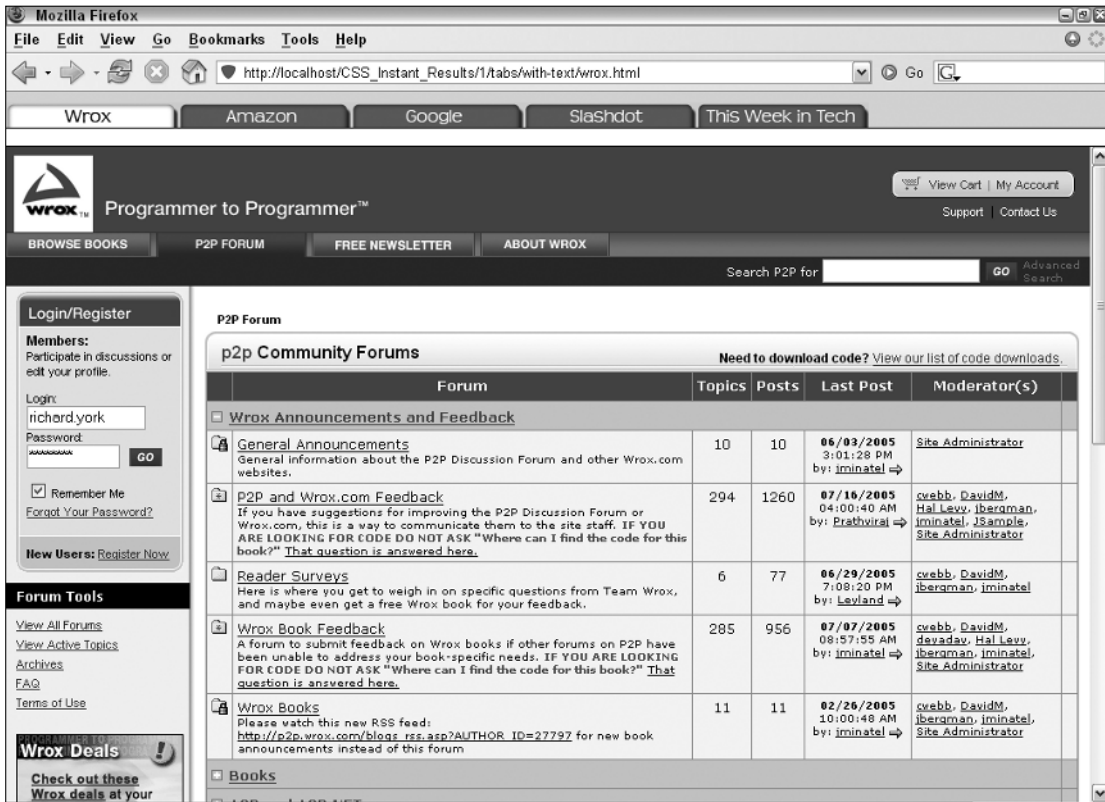 Mozilla Firefox
File Edit View Go Bookmarks Tools Help
http://localhost/CSS_Instant_Results/1/tabs/with-text/wrox.html
Go
G
Wrox
Amazon
Google
Slashdot
This Week in Tech
wrox TM
Programmer to Programmer™
View Cart | My Account
Support | Contact Us
BROWSE BOOKS
P2P FORUM
FREE NEWSLETTER
ABOUT WROX
Search P2P for
GO
Advanced
Search
Login/Register
Members:
Participate in discussions or
edit your profile.
Login:
richard.york
Password:
********
GO
Remember Me
Forgot Your Password?
New Users: Register Now
Forum Tools
View All Forums
View Active Topics
Archives
FAQ
Terms of Use
PROGRAMMER TO PROGRAMMER
Wrox Deals
Check out these
Wrox deals at your
P2P Forum
p2p Community Forums
Need to download code? View our list of code downloads.
Forum Topics Posts Last Post Moderator(s)
Wrox Announcements and Feedback
General Announcements
General information about the P2P Discussion Forum and other Wrox.com
websites.
10
10
06/03/2005
3:01:28 PM
by: jminatel
Site Administrator
P2P and Wrox.com Feedback
If you have suggestions for improving the P2P Discussion Forum or
Wrox.com, this is a way to communicate them to the site staff. IF YOU
ARE LOOKING FOR CODE DO NOT ASK "Where can I find the code for this
book?" That question is answered here.
294
1260
07/16/2005
04:00:40 AM
by: Prathviraj
cwebb, DavidM,
Hal Levy, jbergman,
jminatel, JSample,
Site Administrator
Reader Surveys
Here is where you get to weigh in on specific questions from Team Wrox,
and maybe even get a free Wrox book for your feedback.
6
77
06/29/2005
7:08:20 PM
by: Leyland
cwebb, DavidM,
jbergman, jminatel
Wrox Book Feedback
A forum to submit feedback on Wrox books if other forums on P2P have
been unable to address your book-specific needs. IF YOU ARE LOOKING
FOR CODE DO NOT ASK "Where can I find the code for this book?" That
question is answered here.
285
956
07/07/2005
08:57:55 AM
by: jminatel
cwebb, DavidM,
devaday, Hal Levy,
jbergman, jminatel,
Site Administrator
Wrox Books
Please watch this new RSS feed:
http://p2p.wrox.com/blogs_rss.asp?AUTHOR_ID=27797 for new book
announcements instead of this forum
11
11
02/26/2005
10:00:48 AM
by: jminatel
cwebb, DavidM,
jbergman, jminatel,
Site Administrator
Books
ASP and ASP.NET